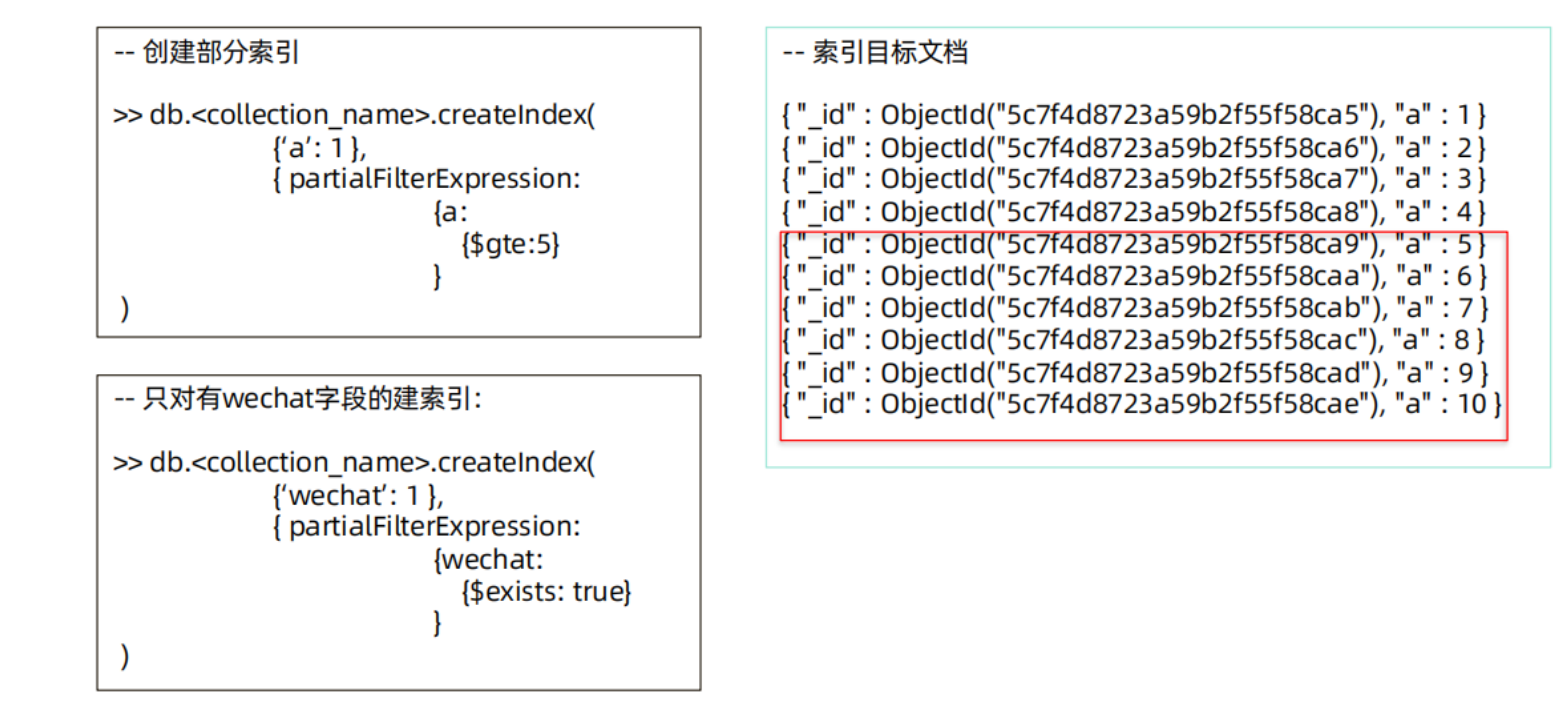 -- 创建部分索引
>> db.<collection_name>.createIndex(
{‘a’: 1 },
{ partialFilterExpression:
{a:
{$gte:5}
}
)
-- 只对有wechat字段的建索引:
>> db.<collection_name>.createIndex(
{‘wechat’: 1 },
{ partialFilterExpression:
{wechat:
{$exists: true}
}
)
-- 索引目标文档
{ "_id" : ObjectId("5c7f4d8723a59b2f55f58ca5"), "a" : 1 }
{ "_id" : ObjectId("5c7f4d8723a59b2f55f58ca6"), "a" : 2 }
{ "_id" : ObjectId("5c7f4d8723a59b2f55f58ca7"), "a" : 3 }
{ "_id" : ObjectId("5c7f4d8723a59b2f55f58ca8"), "a" : 4 }
{ "_id" : ObjectId("5c7f4d8723a59b2f55f58ca9"), "a" : 5 }
{ "_id" : ObjectId("5c7f4d8723a59b2f55f58caa"), "a" : 6 }
{ "_id" : ObjectId("5c7f4d8723a59b2f55f58cab"), "a" : 7 }
{ "_id" : ObjectId("5c7f4d8723a59b2f55f58cac"), "a" : 8 }
{ "_id" : ObjectId("5c7f4d8723a59b2f55f58cad"), "a" : 9 }
{ "_id" : ObjectId("5c7f4d8723a59b2f55f58cae"), "a" : 10 }